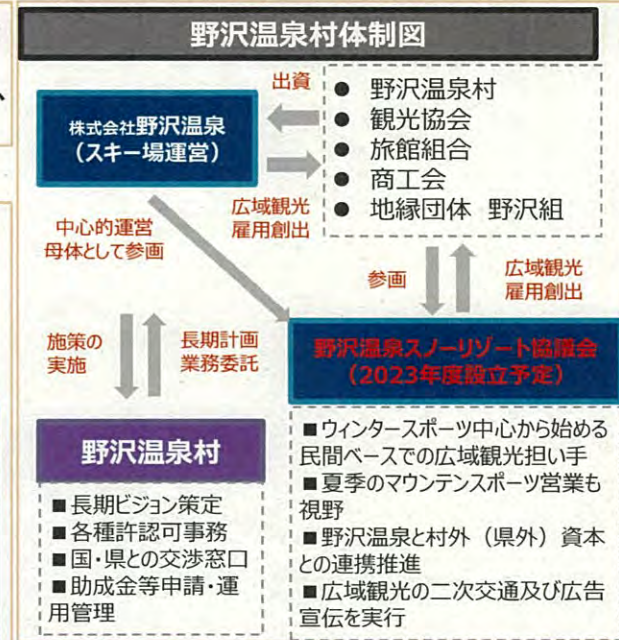 野沢温泉村体制図
出資
株式会社野沢温泉
（スキー場運営）
● 野沢温泉村
● 観光協会
● 旅館組合
● 商工会
● 地縁団体 野沢組
広域観光
雇用創出
中心的運営
母体として参画
参画
広域観光
雇用創出
施策の
実施
長期計画
業務委託
野沢温泉スノーリゾート協議会
（2023年度設立予定）
野沢温泉村
■長期ビジョン策定
■各種許認可事務
■国・県との交渉窓口
■助成金等申請・運
用管理
■ウィンタースポーツ中心から始める
民間ベースでの広域観光担い手
■夏季のマウンテンスポーツ営業も
視野
■野沢温泉と村外（県外）資本
との連携推進
■広域観光の二次交通及び広告
宣伝を実行